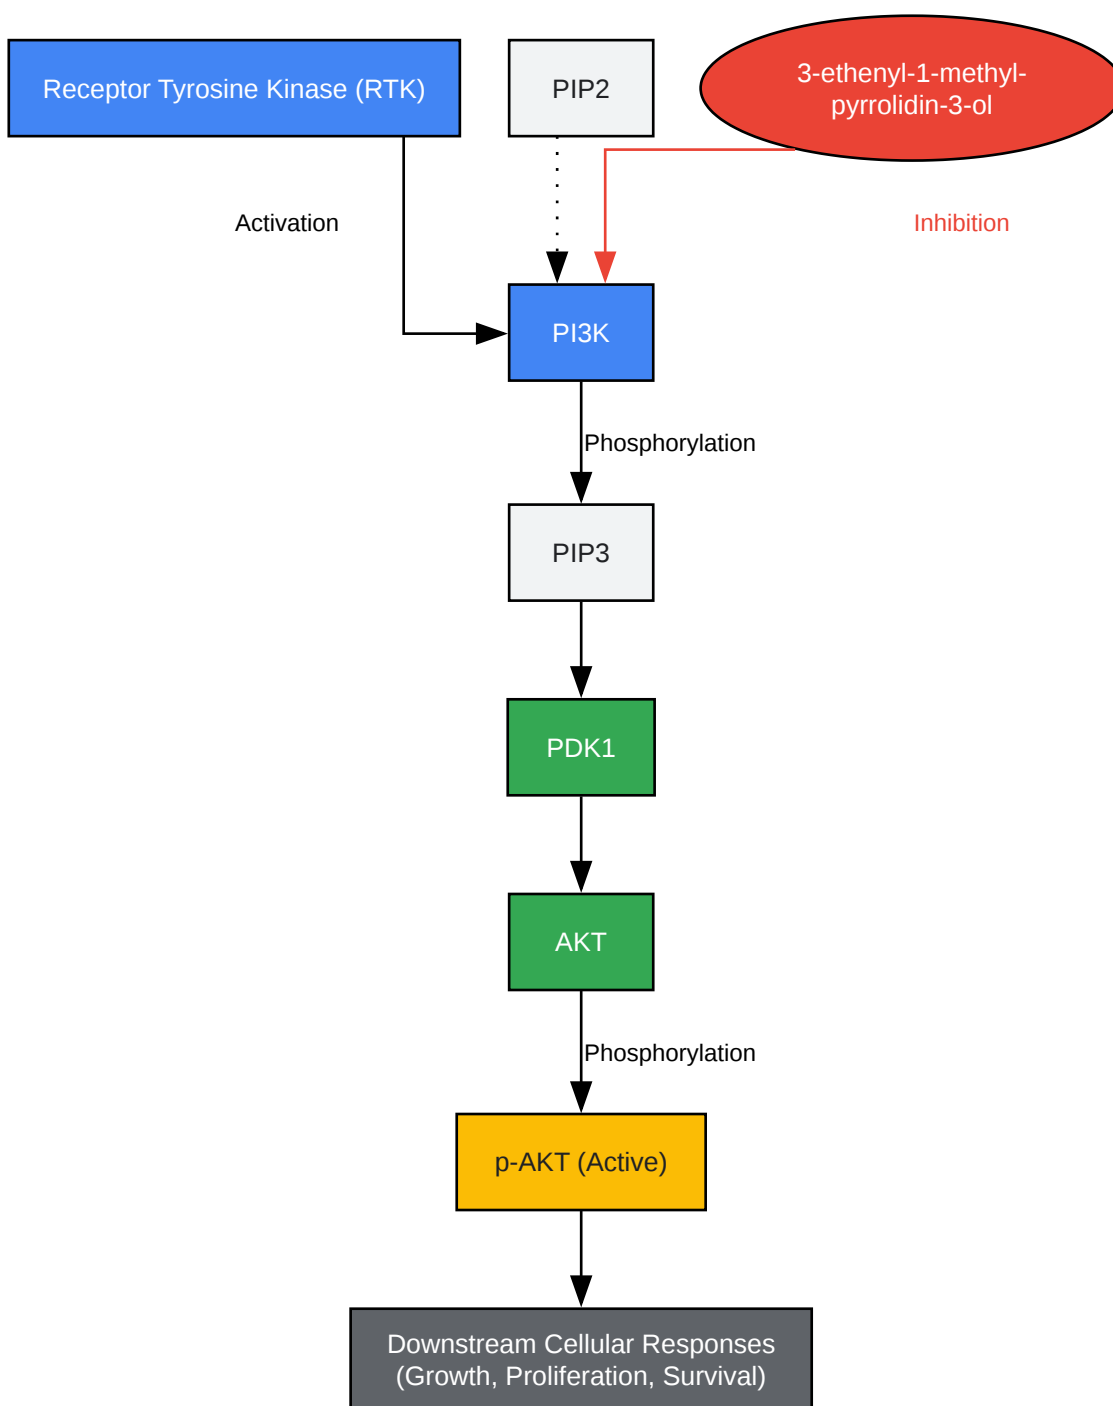 Receptor Tyrosine Kinase (RTK)
PIP2
3-ethenyl-1-methyl-
pyrrolidin-3-ol
Activation
Inhibition
PI3K
Phosphorylation
PIP3
PDK1
AKT
Phosphorylation
p-AKT (Active)
Downstream Cellular Responses
(Growth, Proliferation, Survival)